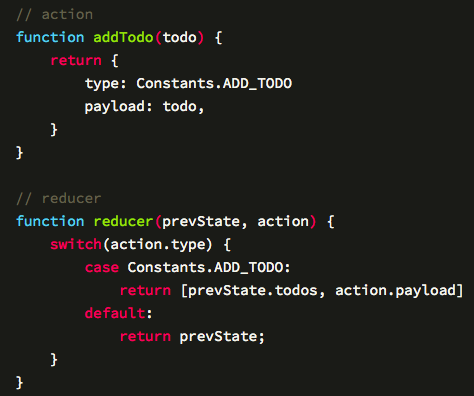 // action
function addTodo(todo) {
    return {
        type: Constants.ADD_TODO
        payload: todo,
    }
}

// reducer
function reducer(prevState, action) {
    switch(action.type) {
        case Constants.ADD_TODO:
            return [prevState.todos, action.payload]
        default:
            return prevState;
    }
}